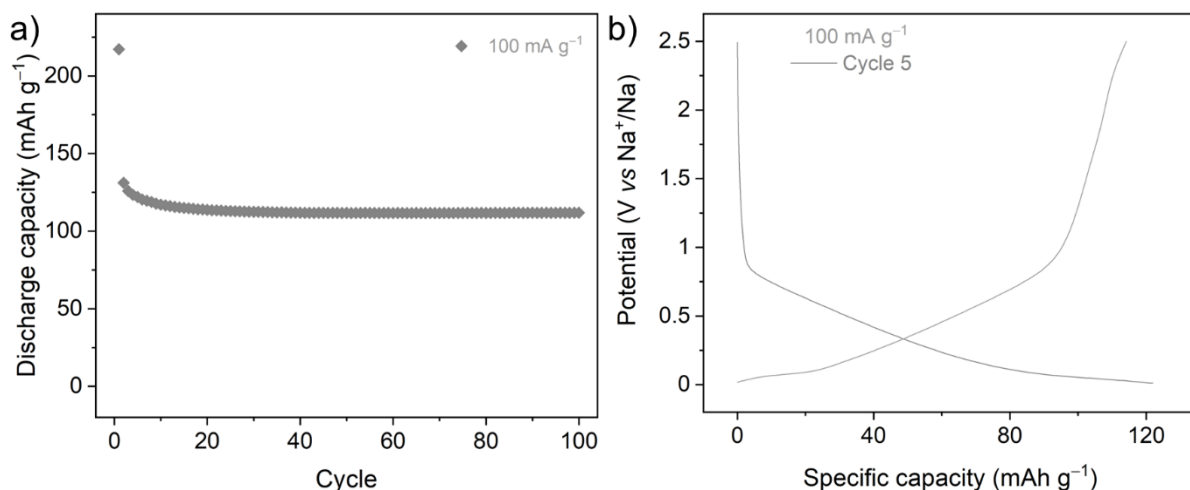 a)
Discharge capacity (mAh g⁻¹)
200
150
100
50
0
100 mA g⁻¹
0 20 40 60 80 100
Cycle
b)
Potential (V vs Na⁺/Na)
2.5
2
1.5
1
0.5
0
100 mA g⁻¹
Cycle 5
0 40 80 120
Specific capacity (mAh g⁻¹)